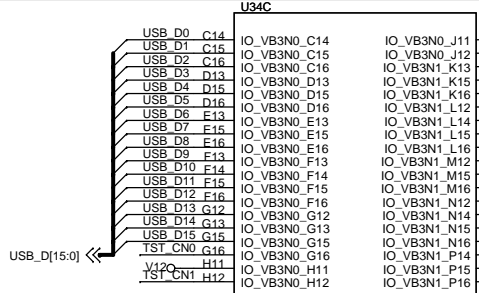 U34C
USB_D0 C14 IO_VB3N0_C14 IO_VB3N0_J11
USB_D1 C15 IO_VB3N0_C15 IO_VB3N0_J12
USB_D2 C16 IO_VB3N0_C16 IO_VB3N1_K13
USB_D3 D13 IO_VB3N0_D13 IO_VB3N1_K15
USB_D4 D15 IO_VB3N0_D15 IO_VB3N1_K16
USB_D5 D16 IO_VB3N0_D16 IO_VB3N1_L12
USB_D6 E13 IO_VB3N0_E13 IO_VB3N1_L14
USB_D7 E15 IO_VB3N0_E15 IO_VB3N1_L15
USB_D8 E16 IO_VB3N0_E16 IO_VB3N1_L16
USB_D9 F13 IO_VB3N0_F13 IO_VB3N1_M12
USB_D10 F14 IO_VB3N0_F14 IO_VB3N1_M15
USB_D11 F15 IO_VB3N0_F15 IO_VB3N1_M16
USB_D12 F16 IO_VB3N0_F16 IO_VB3N1_N12
USB_D13 G12 IO_VB3N0_G12 IO_VB3N1_N14
USB_D14 G13 IO_VB3N0_G13 IO_VB3N1_N15
USB_D15 G15 IO_VB3N0_G15 IO_VB3N1_N16
USB_D[15:0] TST_CN0 G16 IO_VB3N0_G16 IO_VB3N1_P14
V12 H11 IO_VB3N0_H11 IO_VB3N1_P15
TST_CN1 H12 IO_VB3N0_H12 IO_VB3N1_P16